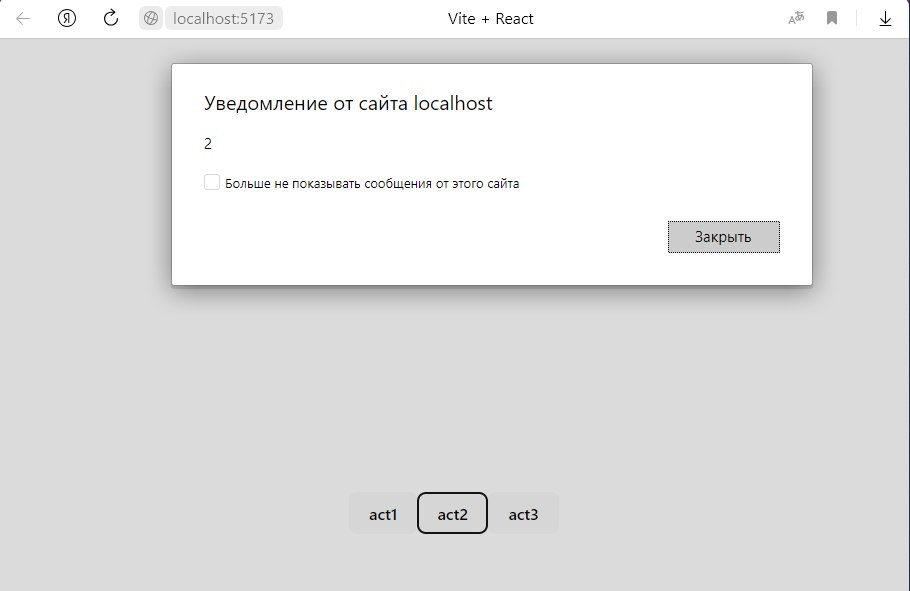 Я localhost:5173 Vite + React
Уведомление от сайта localhost
2
Больше не показывать сообщения от этого сайта
Закрыть
act1 act2 act3